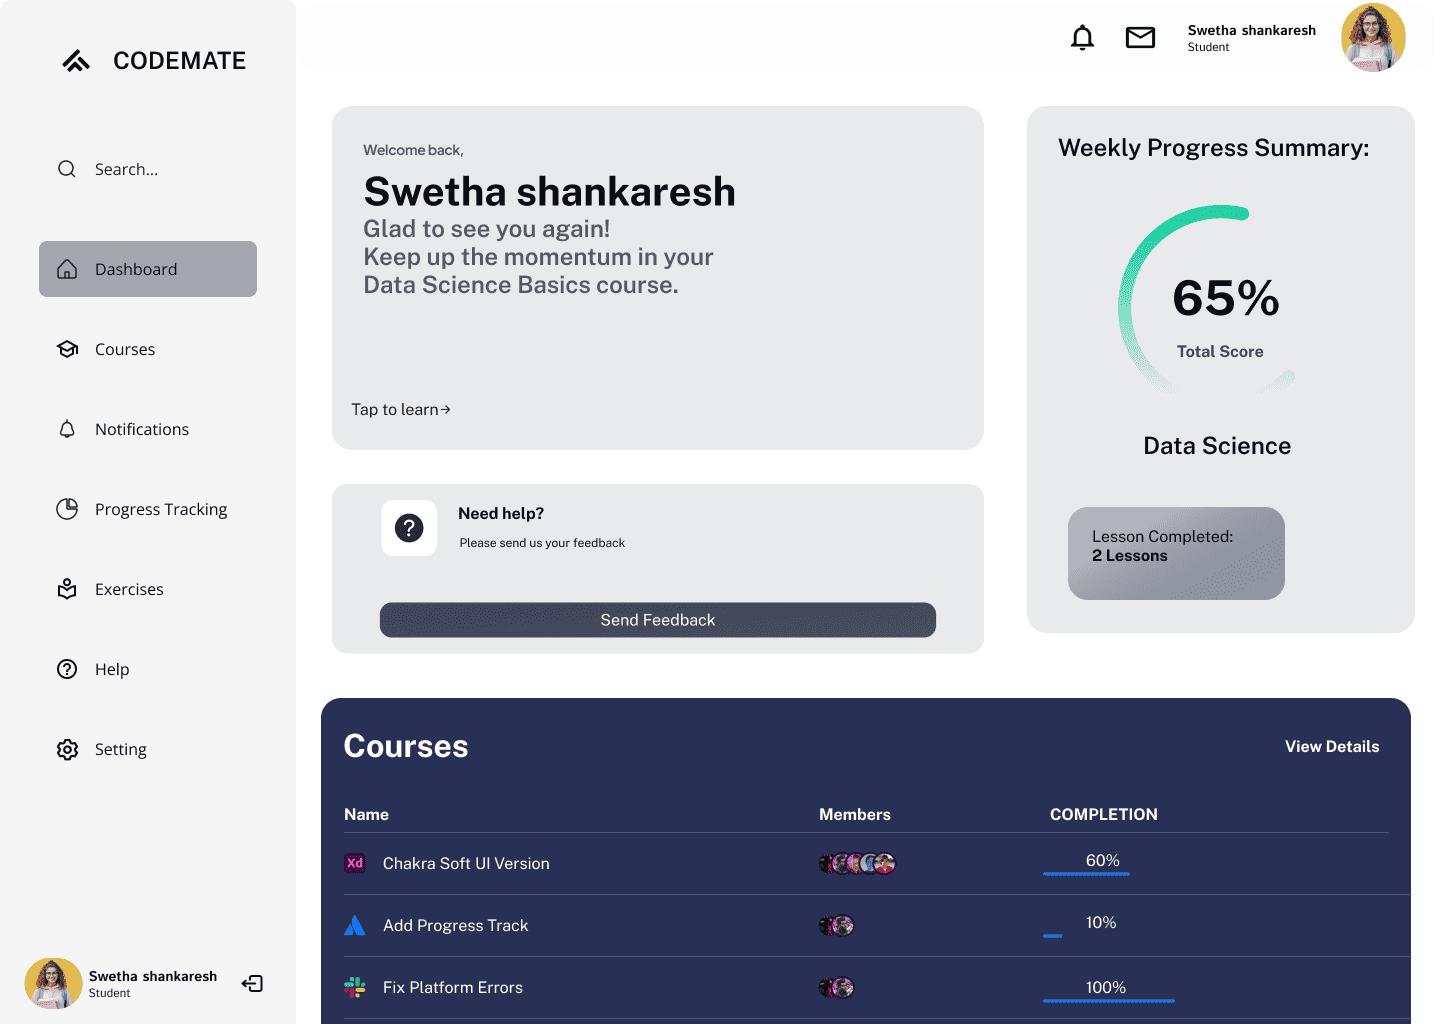 CODEMATE
Search...
Dashboard
Courses
Notifications
Progress Tracking
Exercises
Help
Setting
Swetha shankaresh
Student
Swetha shankaresh
Student
Welcome back,
Swetha shankaresh
Glad to see you again!
Keep up the momentum in your
Data Science Basics course.
Tap to learn
Need help?
Please send us your feedback
Send Feedback
Weekly Progress Summary:
65%
Total Score
Data Science
Lesson Completed:
2 Lessons
Courses
View Details
Name Members COMPLETION
Xd Chakra Soft UI Version 60%
Add Progress Track 10%
Fix Platform Errors 100%